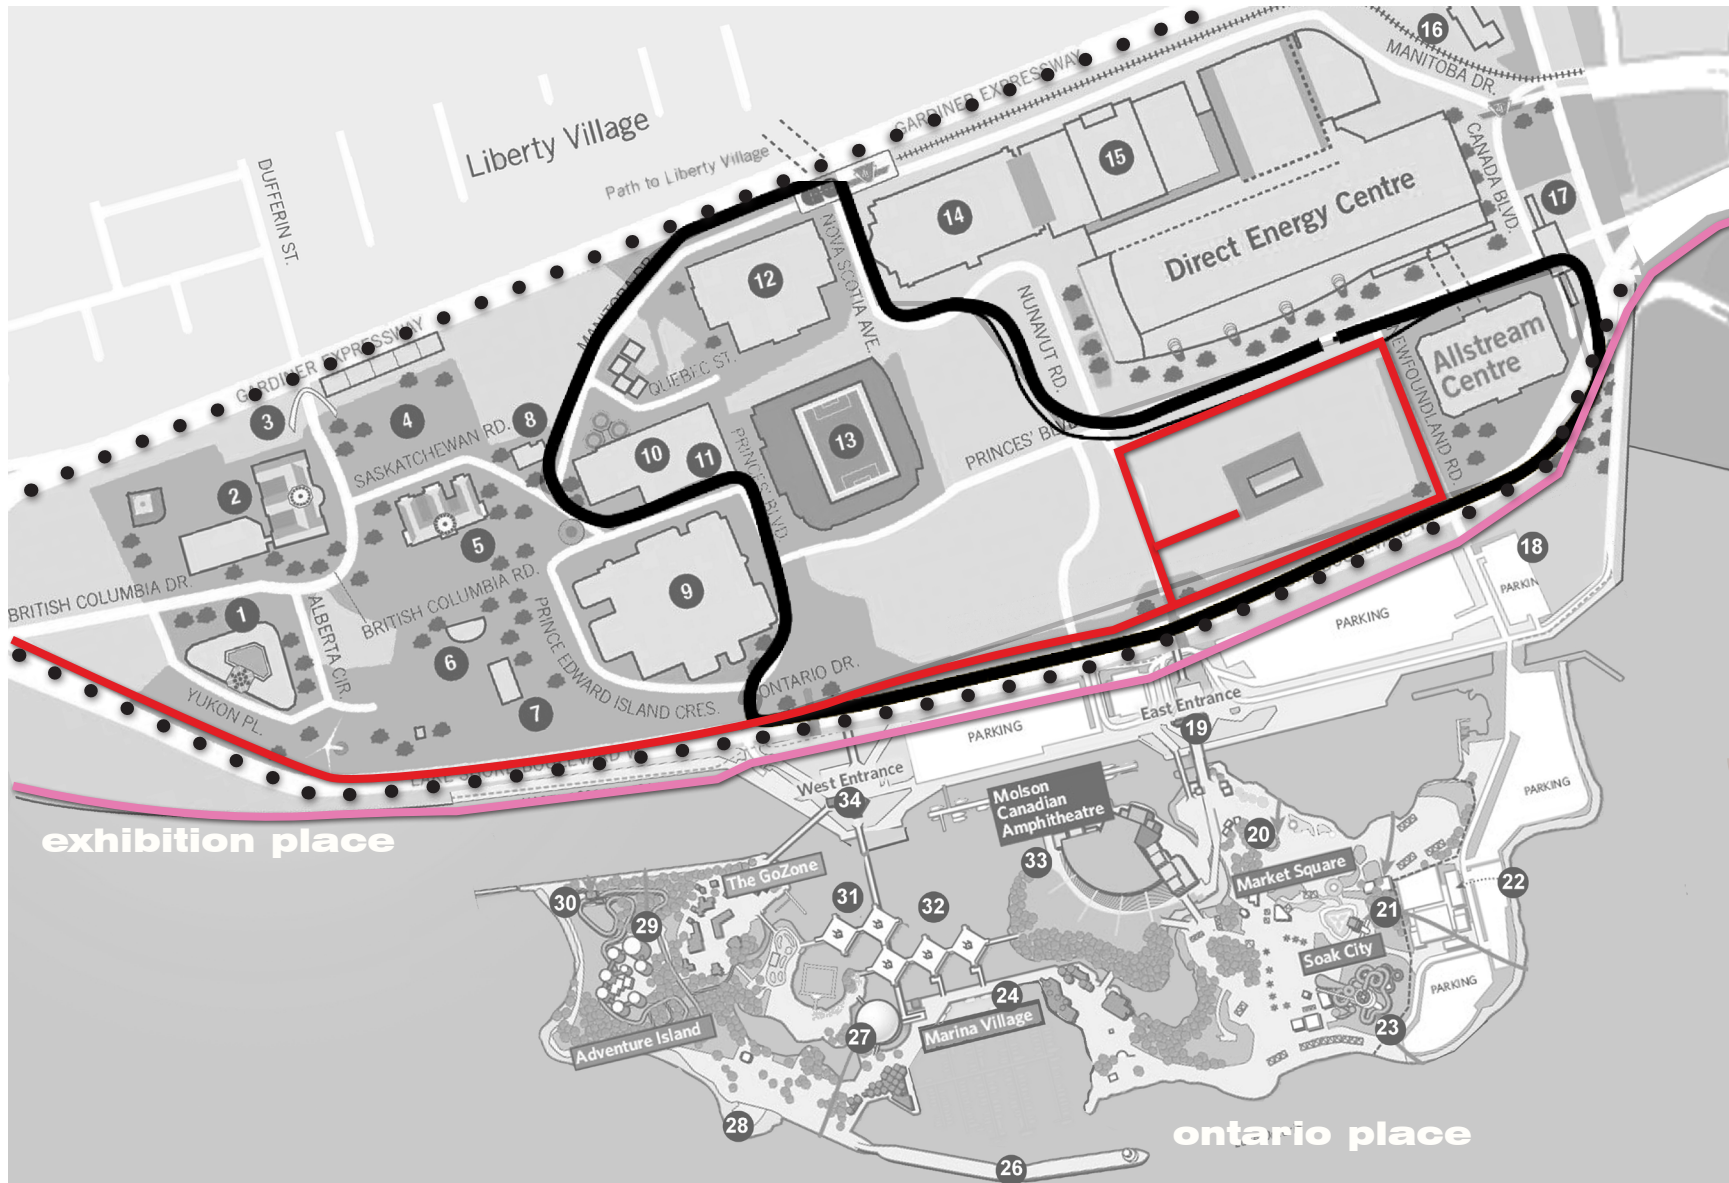 16
MANITOBA DR.
GARDINER EXPRESSWAY
Liberty Village
Path to Liberty Village
DUFFERIN ST.
15
14
17
CANADA BLVD.
Direct Energy Centre
NOVA SCOTIA AVE.
12
NUNAVUT RD.
QUEBEC ST.
GARDINER EXPRESSWAY
Allstream
Centre
3
4
8
SASKATCHEWAN RD.
10
11
13
PRINCES' BLVD.
PRINCES' BLVD.
2
5
18
PARKING
BRITISH COLUMBIA DR.
BRITISH COLUMBIA RD.
9
1
ALBERTA CIR.
PRINCE EDWARD ISLAND CRES.
6
7
YUKON PL.
ONTARIO DR.
PARKING
East Entrance
19
PARKING
West Entrance
34
PARKING
exhibition place
Molson
Canadian
Amphitheatre
33
20
Market Square
The GoZone
30
29
31
32
21
22
Soak City
PARKING
24
Marina Village
27
23
Adventure Island
28
26
ontario place